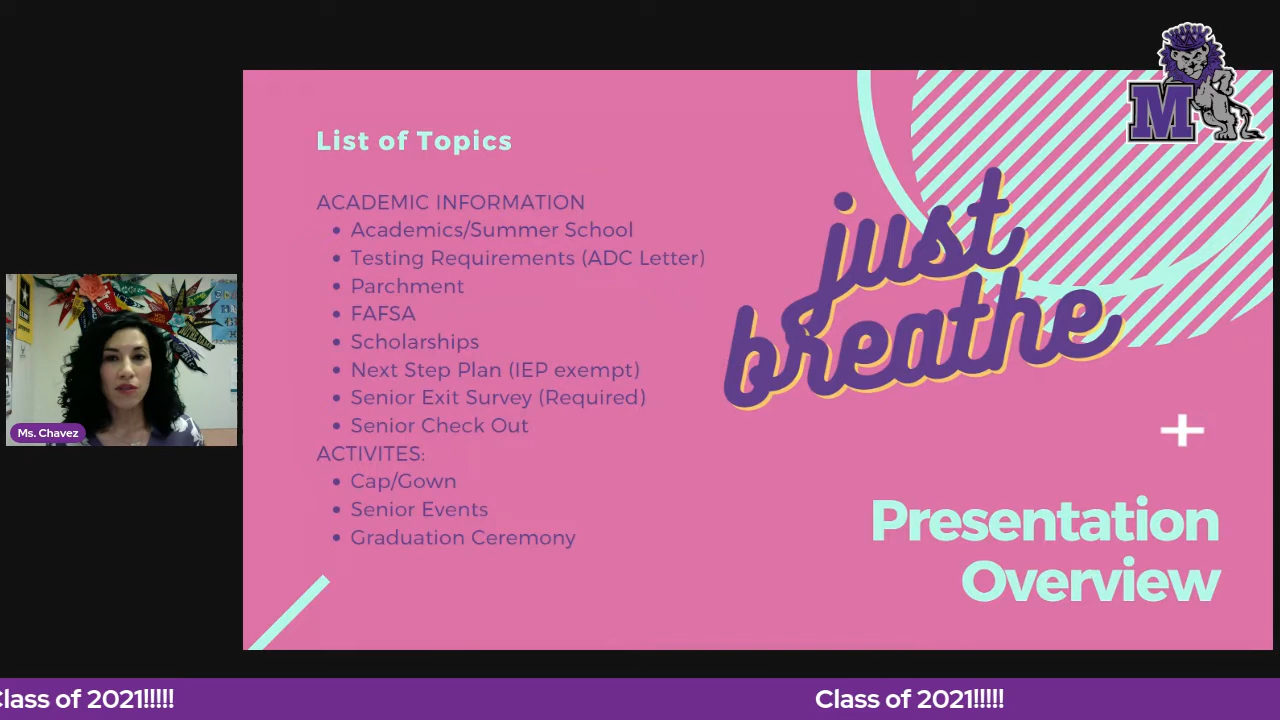 M
List of Topics
ACADEMIC INFORMATION
Academics/Summer School
Testing Requirements (ADC Letter)
Parchment
FAFSA
Scholarships
Next Step Plan (IEP exempt)
Senior Exit Survey (Required)
Senior Check Out
ACTIVITES:
Cap/Gown
Senior Events
Graduation Ceremony
just
breathe
Presentation
Overview
Ms. Chavez
Class of 2021!!!!!
Class of 2021!!!!!